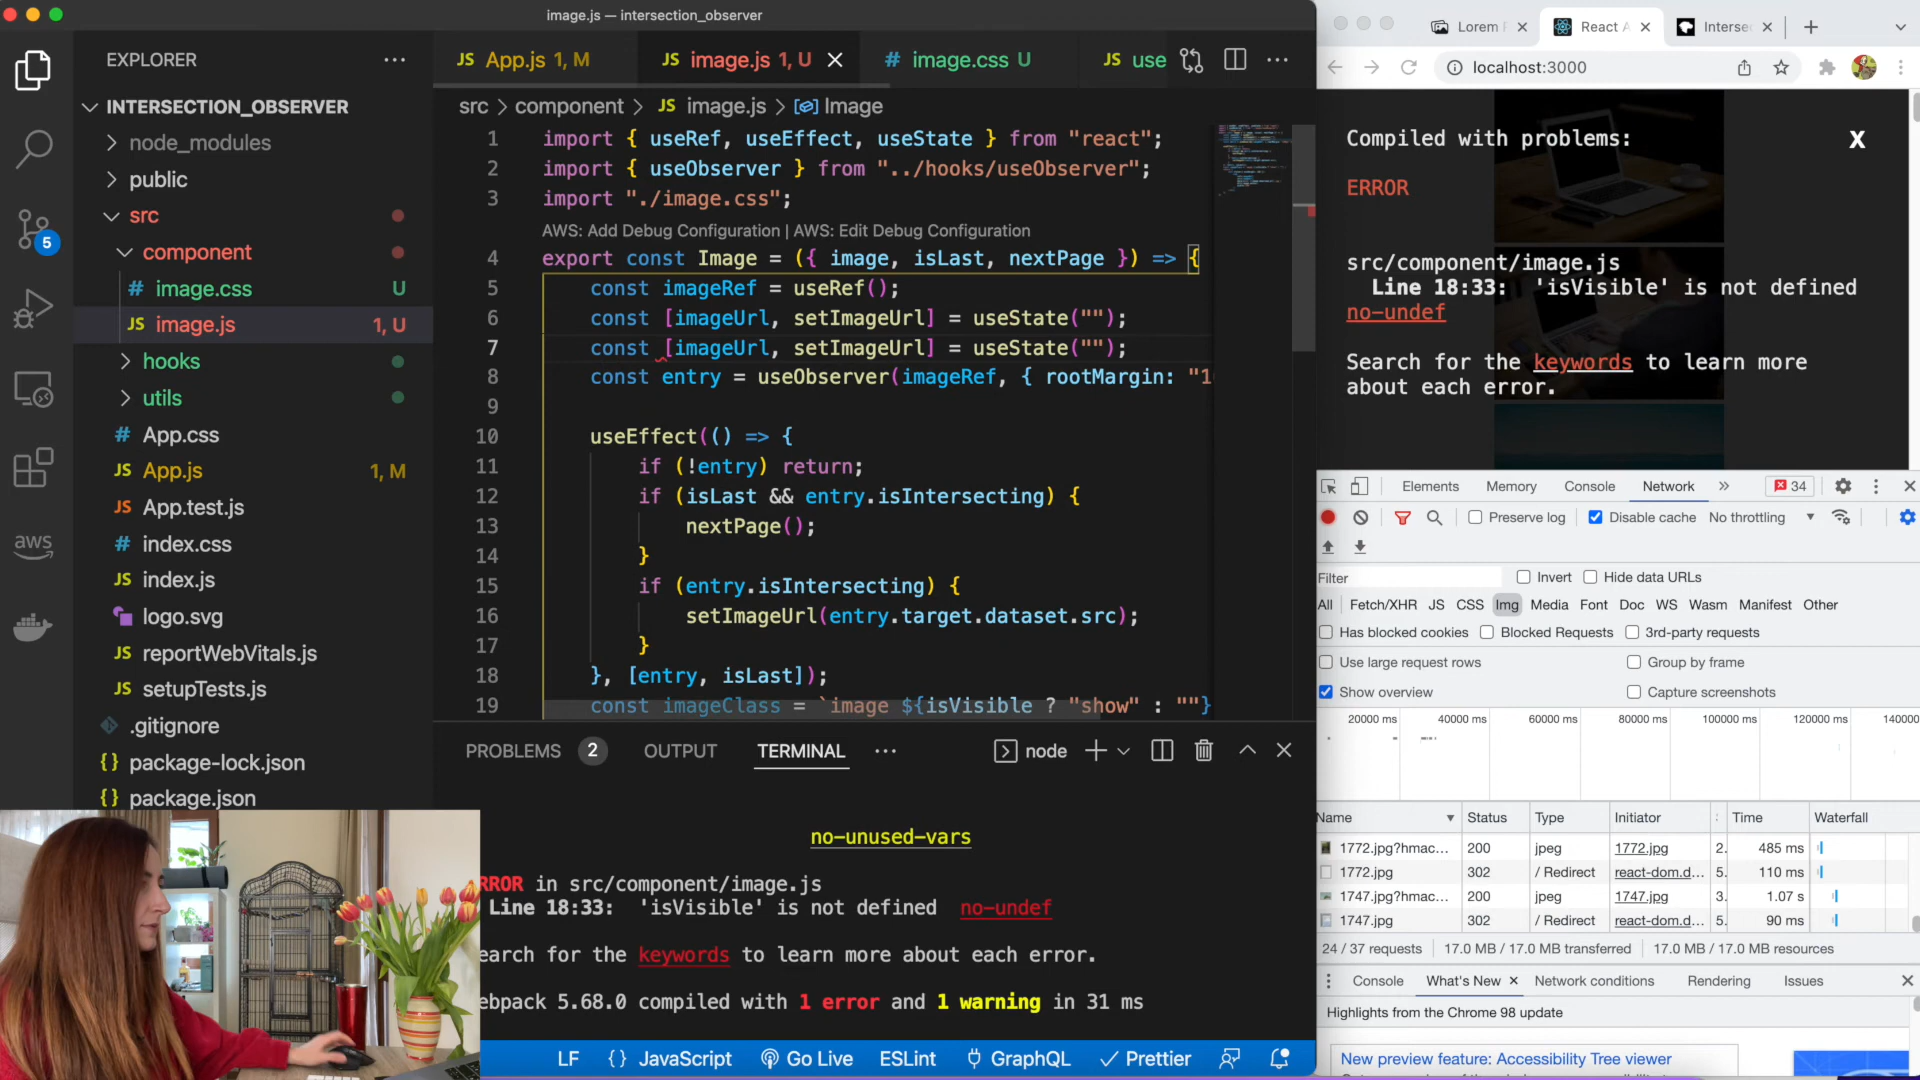 image.js — intersection_observer
EXPLORER
INTERSECTION_OBSERVER
node_modules
public
src
component
# image.css U
JS image.js 1, U
hooks
utils
# App.css
JS App.js 1, M
JS App.test.js
# index.css
JS index.js
logo.svg
JS reportWebVitals.js
JS setupTests.js
.gitignore
{} package-lock.json
{} package.json
5
aws
JS App.js 1, M
JS image.js 1, U
# image.css U
JS use
src > component > JS image.js > Image
1 import { useRef, useEffect, useState } from "react";
2 import { useObserver } from "../hooks/useObserver";
3 import "./image.css";
AWS: Add Debug Configuration | AWS: Edit Debug Configuration
4 export const Image = ({ image, isLast, nextPage }) => {
5 const imageRef = useRef();
6 const [imageUrl, setImageUrl] = useState("");
7 const [imageUrl, setImageUrl] = useState("");
8 const entry = useObserver(imageRef, { rootMargin: "1
9
10 useEffect(() => {
11 if (!entry) return;
12 if (isLast && entry.isIntersecting) {
13 nextPage();
14 }
15 if (entry.isIntersecting) {
16 setImageUrl(entry.target.dataset.src);
17 }
18 }, [entry, isLast]);
19 const imageClass = `image ${isVisible ? "show" : ""}
PROBLEMS 2 OUTPUT TERMINAL node
no-unused-vars
RROR in src/component/image.js
Line 18:33: 'isVisible' is not defined no-undef
earch for the keywords to learn more about each error.
ebpack 5.68.0 compiled with 1 error and 1 warning in 31 ms
LF {} JavaScript Go Live ESLint GraphQL Prettier
Lorem
React A
Interse
localhost:3000
Compiled with problems:
X
ERROR
src/component/image.js
Line 18:33: 'isVisible' is not defined
no-undef
Search for the keywords to learn more
about each error.
Elements Memory Console Network 34
Preserve log Disable cache No throttling
Filter Invert Hide data URLs
All Fetch/XHR JS CSS Img Media Font Doc WS Wasm Manifest Other
Has blocked cookies Blocked Requests 3rd-party requests
Use large request rows Group by frame
Show overview Capture screenshots
20000 ms 40000 ms 60000 ms 80000 ms 100000 ms 120000 ms 140000
Name Status Type Initiator Time Waterfall
1772.jpg?hmac... 200 jpeg 1772.jpg 2. 485 ms
1772.jpg 302 / Redirect react-dom.d... 5. 110 ms
1747.jpg?hmac... 200 jpeg 1747.jpg 3. 1.07 s
1747.jpg 302 / Redirect react-dom.d... 5. 90 ms
24 / 37 requests 17.0 MB / 17.0 MB transferred 17.0 MB / 17.0 MB resources
Console What's New Network conditions Rendering Issues
Highlights from the Chrome 98 update
New preview feature: Accessibility Tree viewer